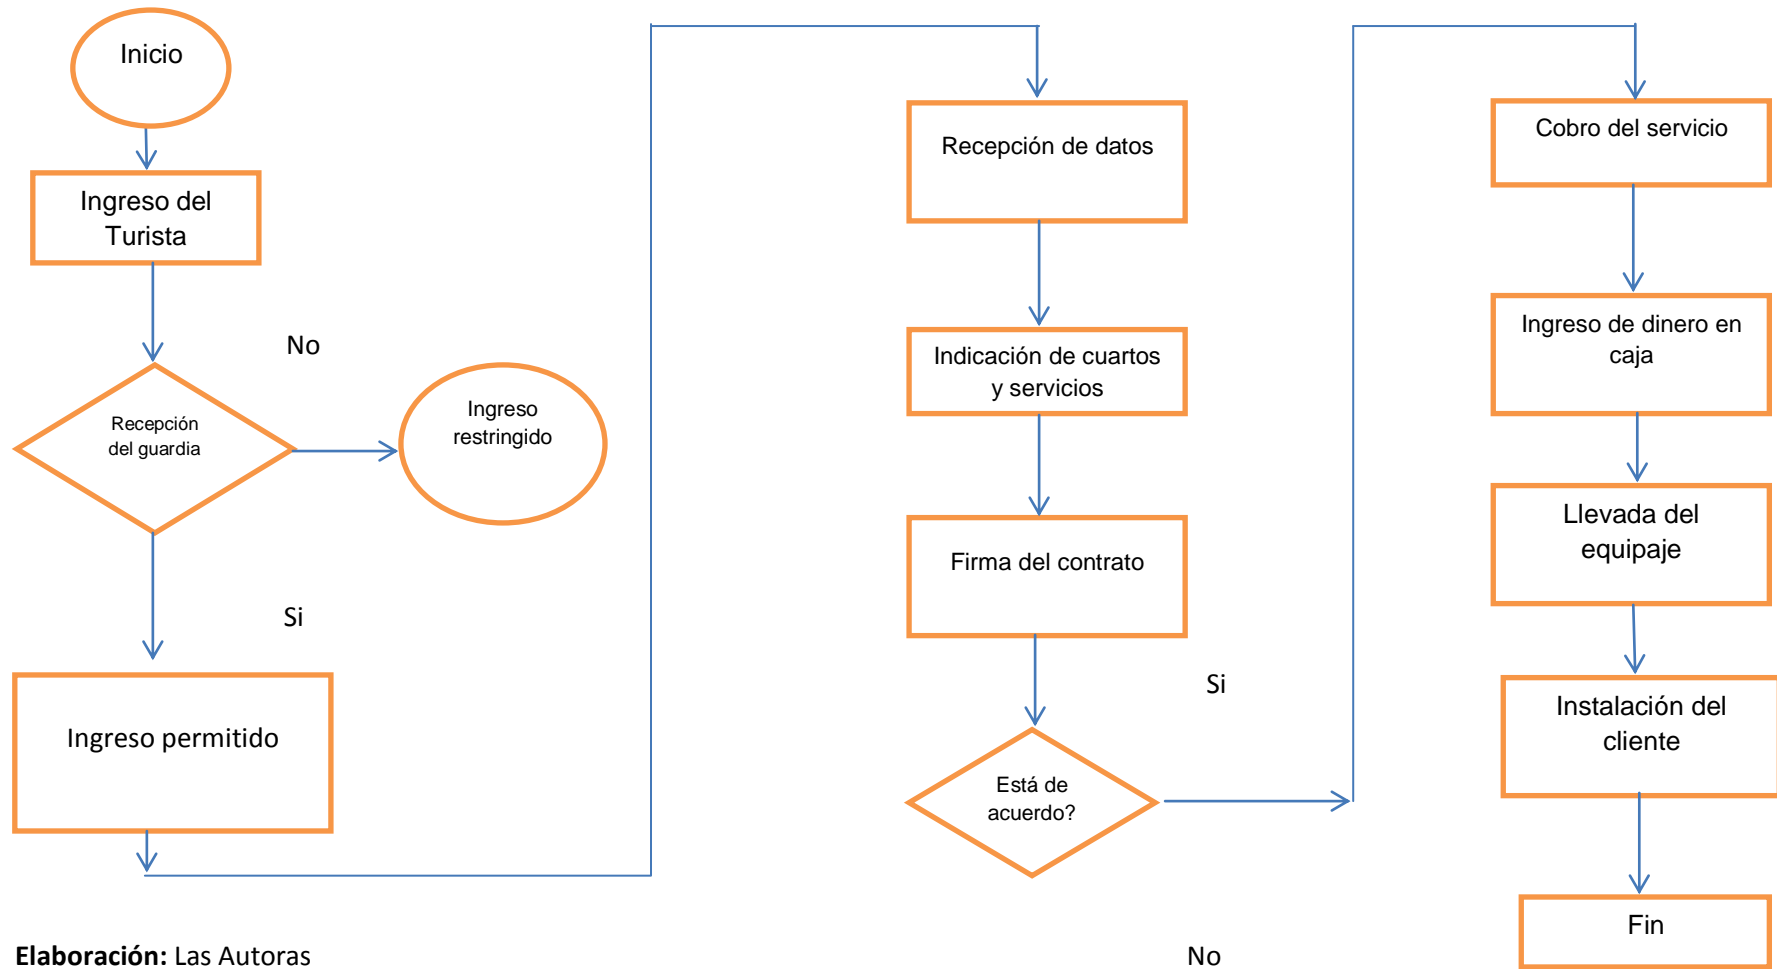 Inicio
Ingreso del
Turista
No
Recepción
del guardia
Ingreso
restringido
Si
Ingreso permitido
Recepción de datos
Indicación de cuartos
y servicios
Firma del contrato
Si
Está de
acuerdo?
No
Cobro del servicio
Ingreso de dinero en
caja
Llevada del
equipaje
Instalación del
cliente
Fin
Elaboración: Las Autoras